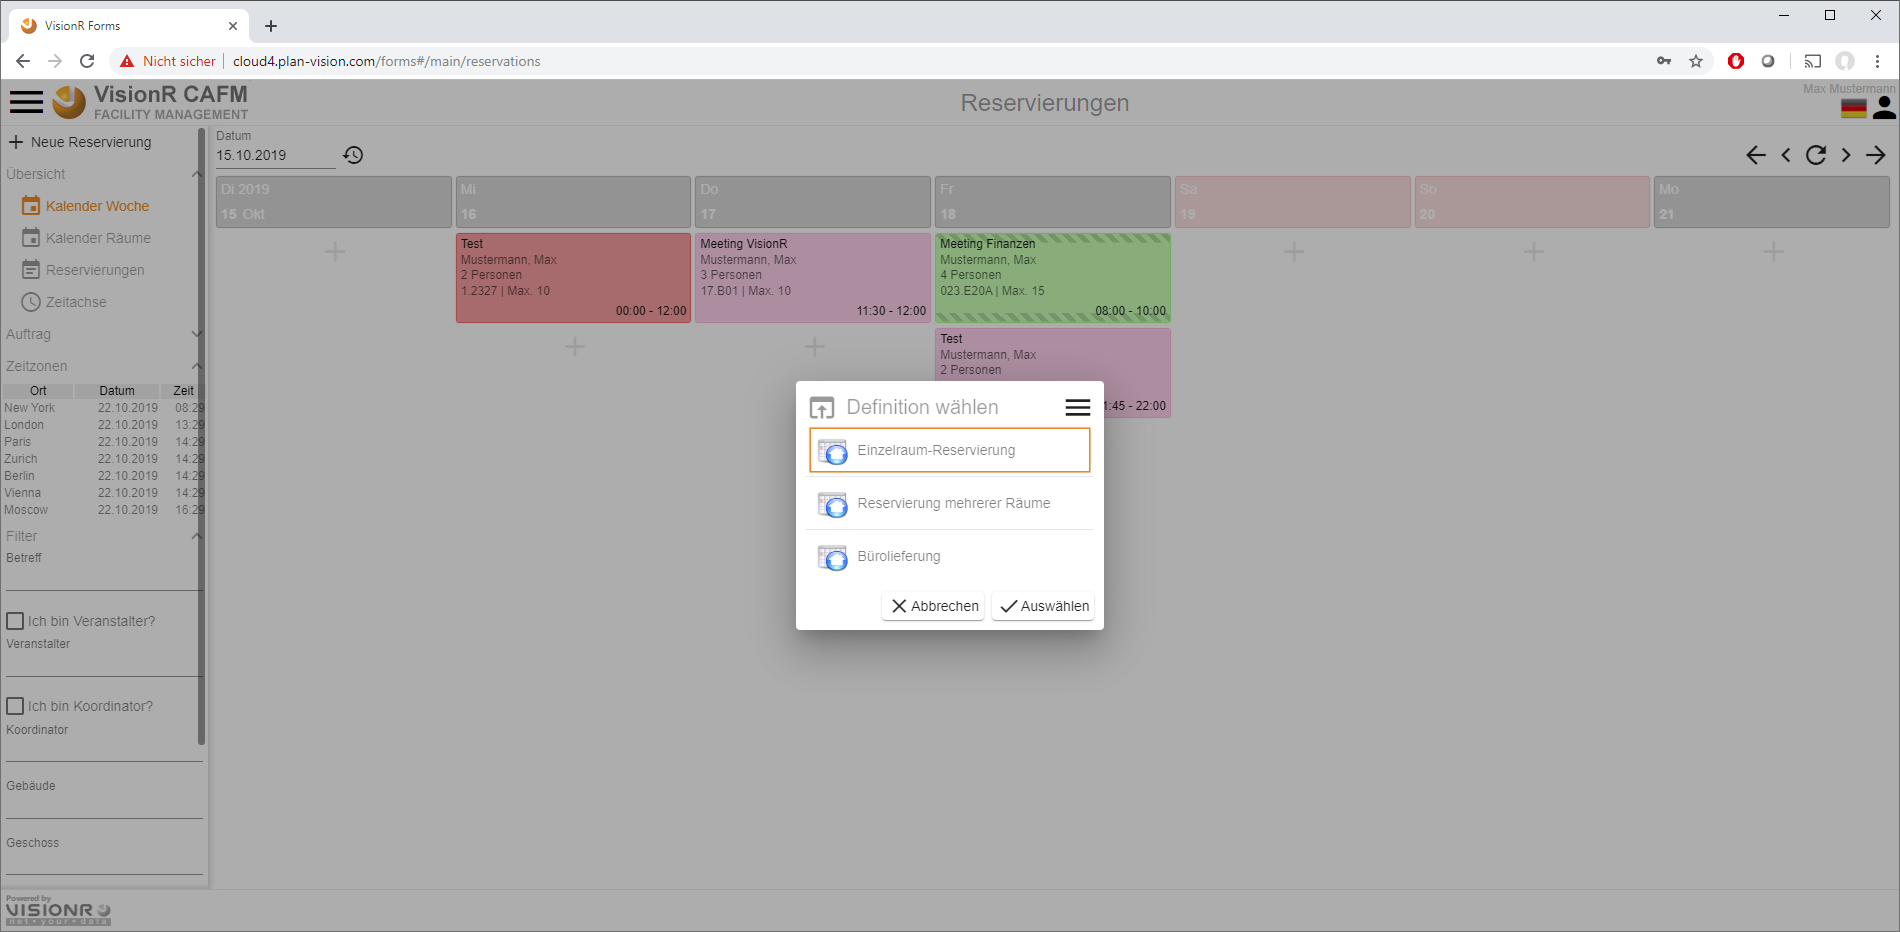 VisionR Forms
Nicht sicher
cloud4.plan-vision.com/forms#/main/reservations
VisionR CAFM
FACILITY MANAGEMENT
Reservierungen
Max Mustermann
Neue Reservierung
Übersicht
Kalender Woche
Kalender Räume
Reservierungen
Zeitachse
Auftrag
Zeitzonen
Ort Datum Zeit
New York 22.10.2019 08:29
London 22.10.2019 13:29
Paris 22.10.2019 14:29
Zurich 22.10.2019 14:29
Berlin 22.10.2019 14:29
Vienna 22.10.2019 14:29
Moscow 22.10.2019 16:29
Filter
Betreff
Ich bin Veranstalter?
Veranstalter
Ich bin Koordinator?
Koordinator
Gebäude
Geschoss
Powered by
VISIONR
net•your•data
Datum
15.10.2019
Di 2019
15 Okt
Mi
16
Do
17
Fr
18
Sa
19
So
20
Mo
21
Test
Mustermann, Max
2 Personen
1.2327 | Max. 10
00:00 - 12:00
Meeting VisionR
Mustermann, Max
3 Personen
17.B01 | Max. 10
11:30 - 12:00
Meeting Finanzen
Mustermann, Max
4 Personen
023.E20A | Max. 15
08:00 - 10:00
Test
Mustermann, Max
2 Personen
1:45 - 22:00
Definition wählen
Einzelraum-Reservierung
Reservierung mehrerer Räume
Bürolieferung
Abbrechen
Auswählen